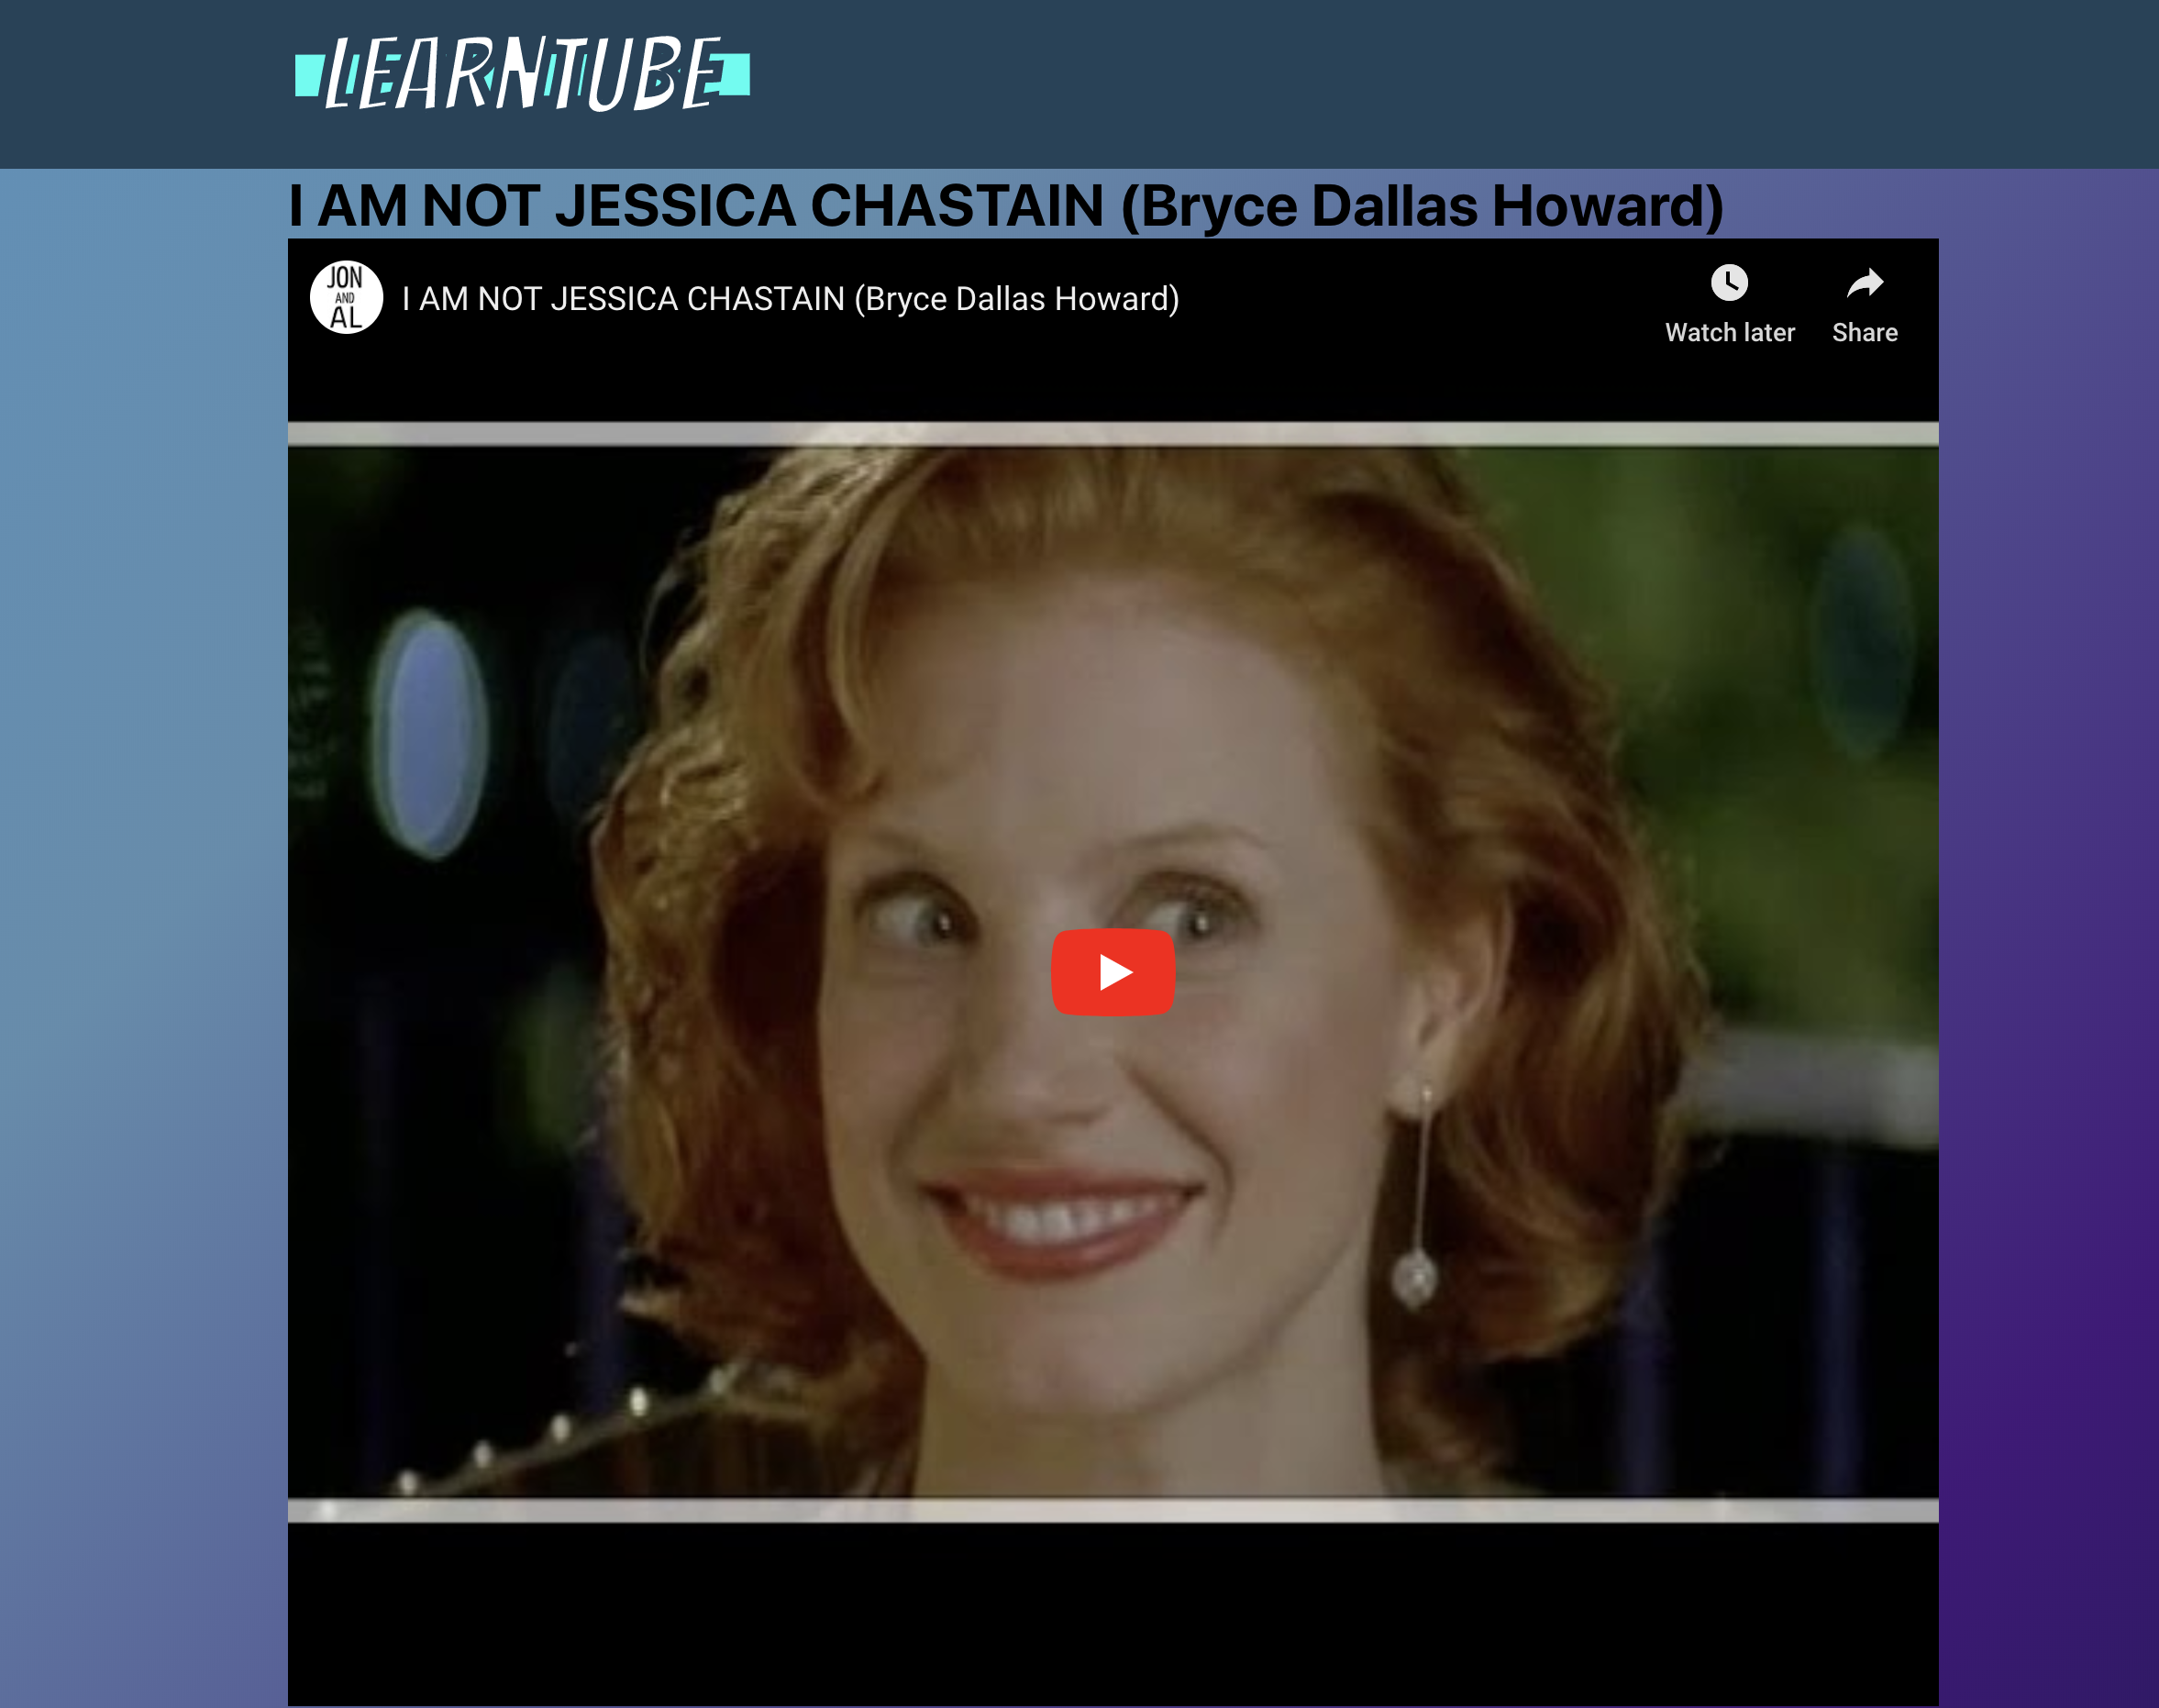 LEARNTUBE
I AM NOT JESSICA CHASTAIN (Bryce Dallas Howard)
JON
AND
AL
I AM NOT JESSICA CHASTAIN (Bryce Dallas Howard)
Watch later
Share